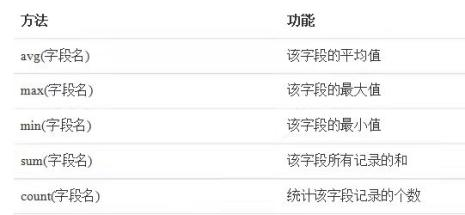 方法 功能
avg(字段名) 该字段的平均值
max(字段名) 该字段的最大值
min(字段名) 该字段的最小值
sum(字段名) 该字段所有记录的和
count(字段名) 统计该字段记录的个数